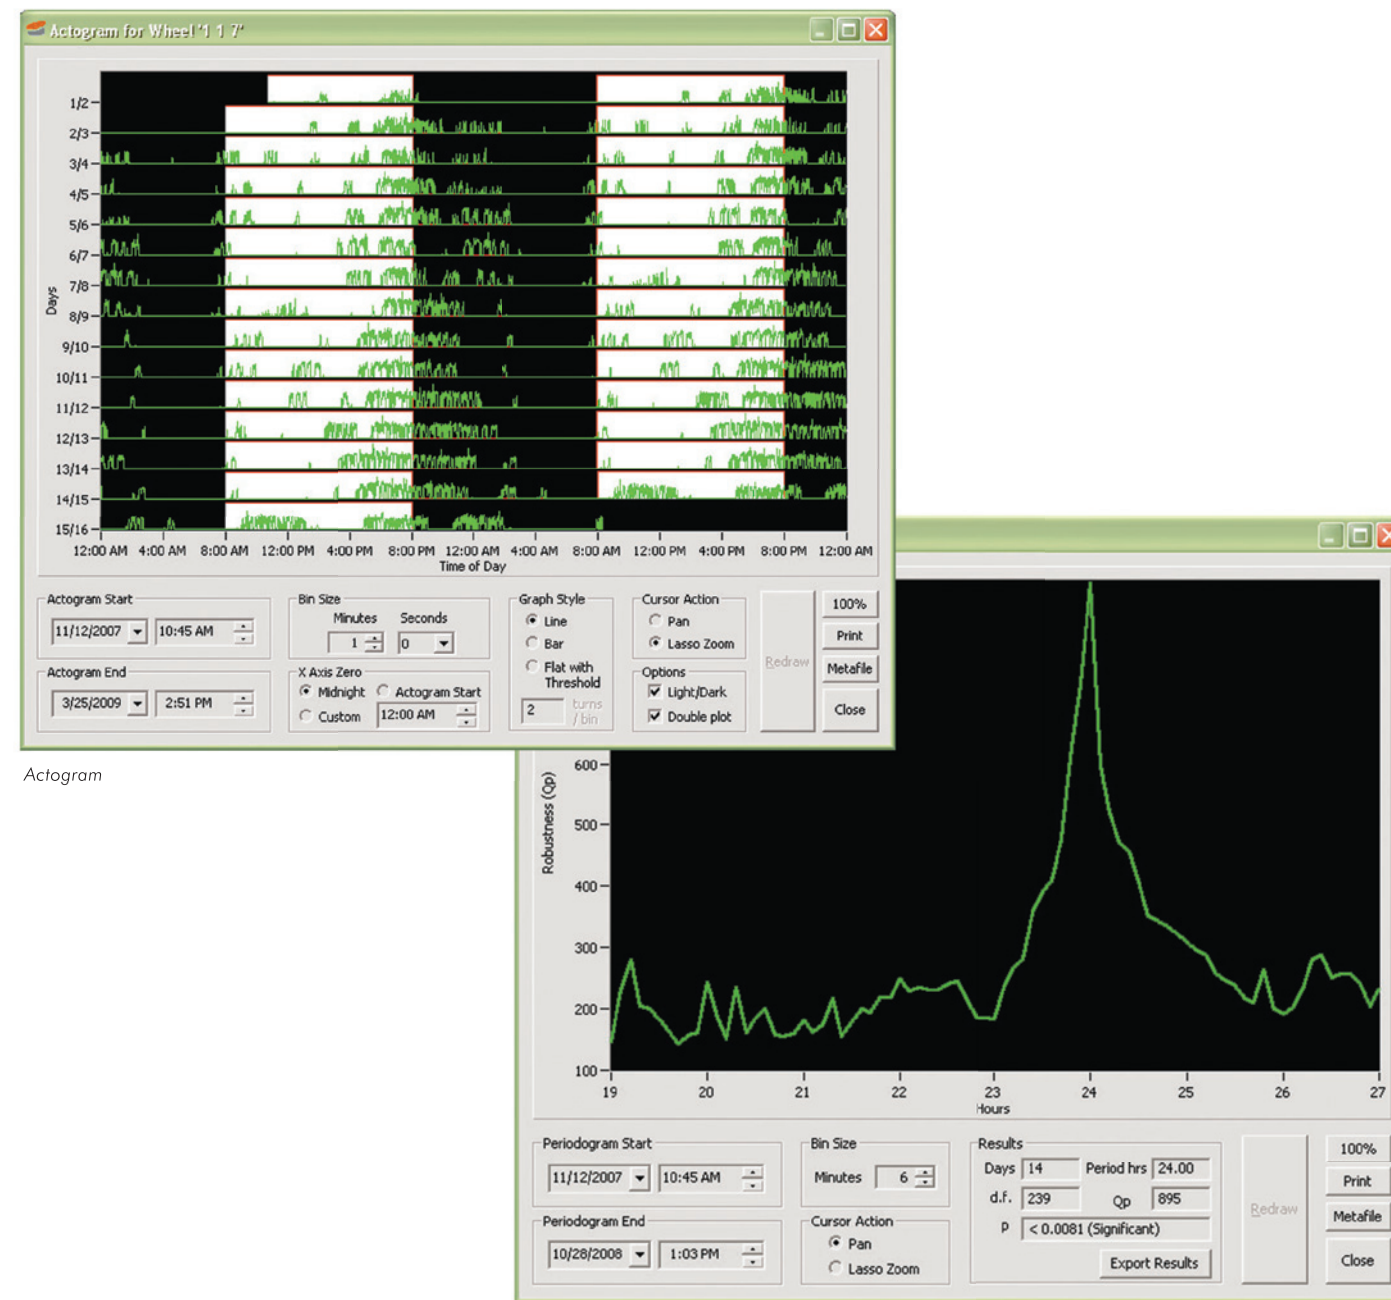 Actogram for Wheel '1 1 7'
Days
1/2
2/3
3/4
4/5
5/6
6/7
7/8
8/9
9/10
10/11
11/12
12/13
13/14
14/15
15/16
12:00 AM 4:00 AM 8:00 AM 12:00 PM 4:00 PM 8:00 PM 12:00 AM 4:00 AM 8:00 AM 12:00 PM 4:00 PM 8:00 PM 12:00 AM
Time of Day
Actogram Start
11/12/2007 10:45 AM
Actogram End
3/25/2009 2:51 PM
Bin Size
Minutes Seconds
1 0
X Axis Zero
Midnight Actogram Start
Custom 12:00 AM
Graph Style
Line
Bar
Flat with
Threshold
2 turns
/ bin
Cursor Action
Pan
Lasso Zoom
Options
Light/Dark
Double plot
Redraw
100%
Print
Metafile
Close
Actogram
Robustness (Qp)
600
500
400
300
200
100
19 20 21 22 23 24 25 26 27
Hours
Periodogram Start
11/12/2007 10:45 AM
Periodogram End
10/28/2008 1:03 PM
Bin Size
Minutes 6
Cursor Action
Pan
Lasso Zoom
Results
Days 14 Period hrs 24.00
d.f. 239 Qp 895
p < 0.0081 (Significant)
Export Results
Redraw
100%
Print
Metafile
Close